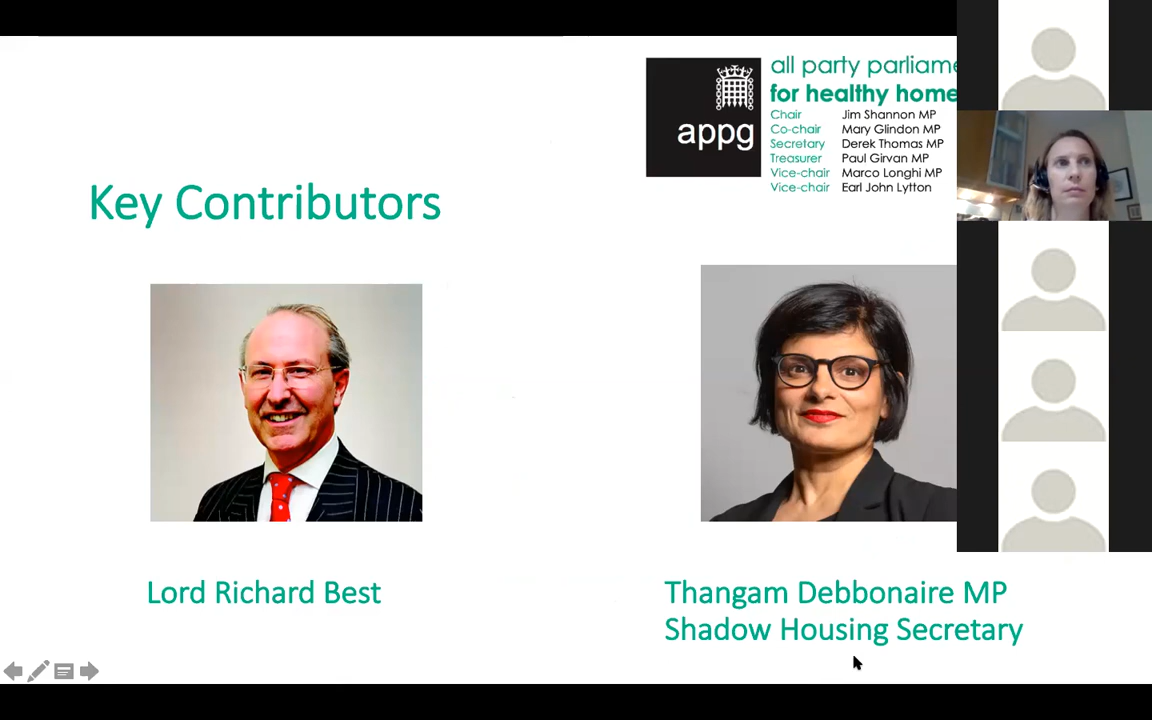 all party parliame
for healthy home
appg
Chair Jim Shannon MP
Co-chair Mary Glindon MP
Secretary Derek Thomas MP
Treasurer Paul Girvan MP
Vice-chair Marco Longhi MP
Vice-chair Earl John Lytton
Key Contributors
Lord Richard Best
Thangam Debbonaire MP
Shadow Housing Secretary